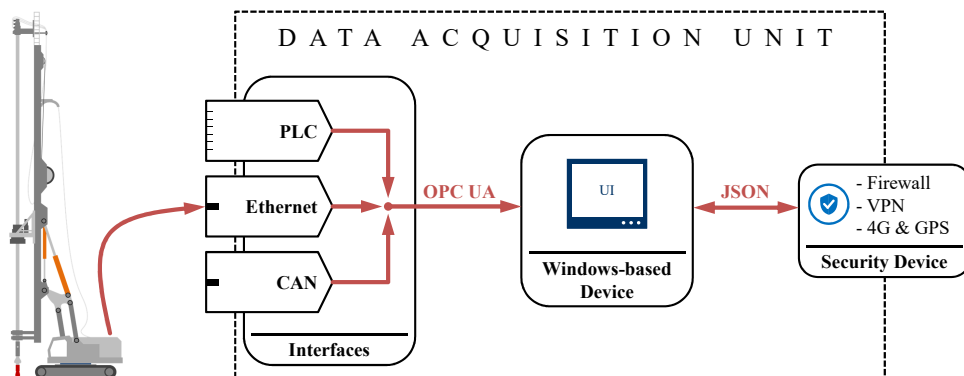 DATA ACQUISITION UNIT
PLC
Ethernet
CAN
Interfaces
OPC UA
UI
Windows-based
Device
JSON
- Firewall
- VPN
- 4G & GPS
Security Device